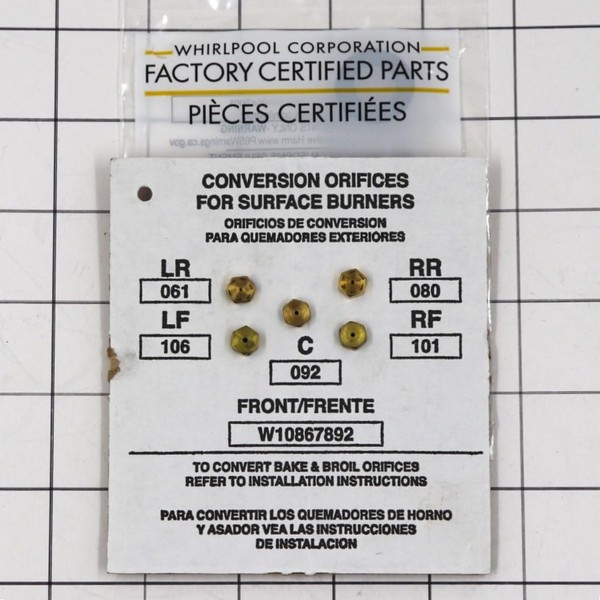 WHIRLPOOL CORPORATION
FACTORY CERTIFIED PARTS
PIÈCES CERTIFIÉES
CONVERSION ORIFICES
FOR SURFACE BURNERS
ORIFICIOS DE CONVERSION
PARA QUEMADORES EXTERIORES
LR
061
RR
080
LF
106
C
092
RF
101
FRONT/FRENTE
W10867892
TO CONVERT BAKE & BROIL ORIFICES
REFER TO INSTALLATION INSTRUCTIONS
PARA CONVERTIR LOS QUEMADORES DE HORNO
Y ASADOR VEA LAS INSTRUCCIONES
DE INSTALACION